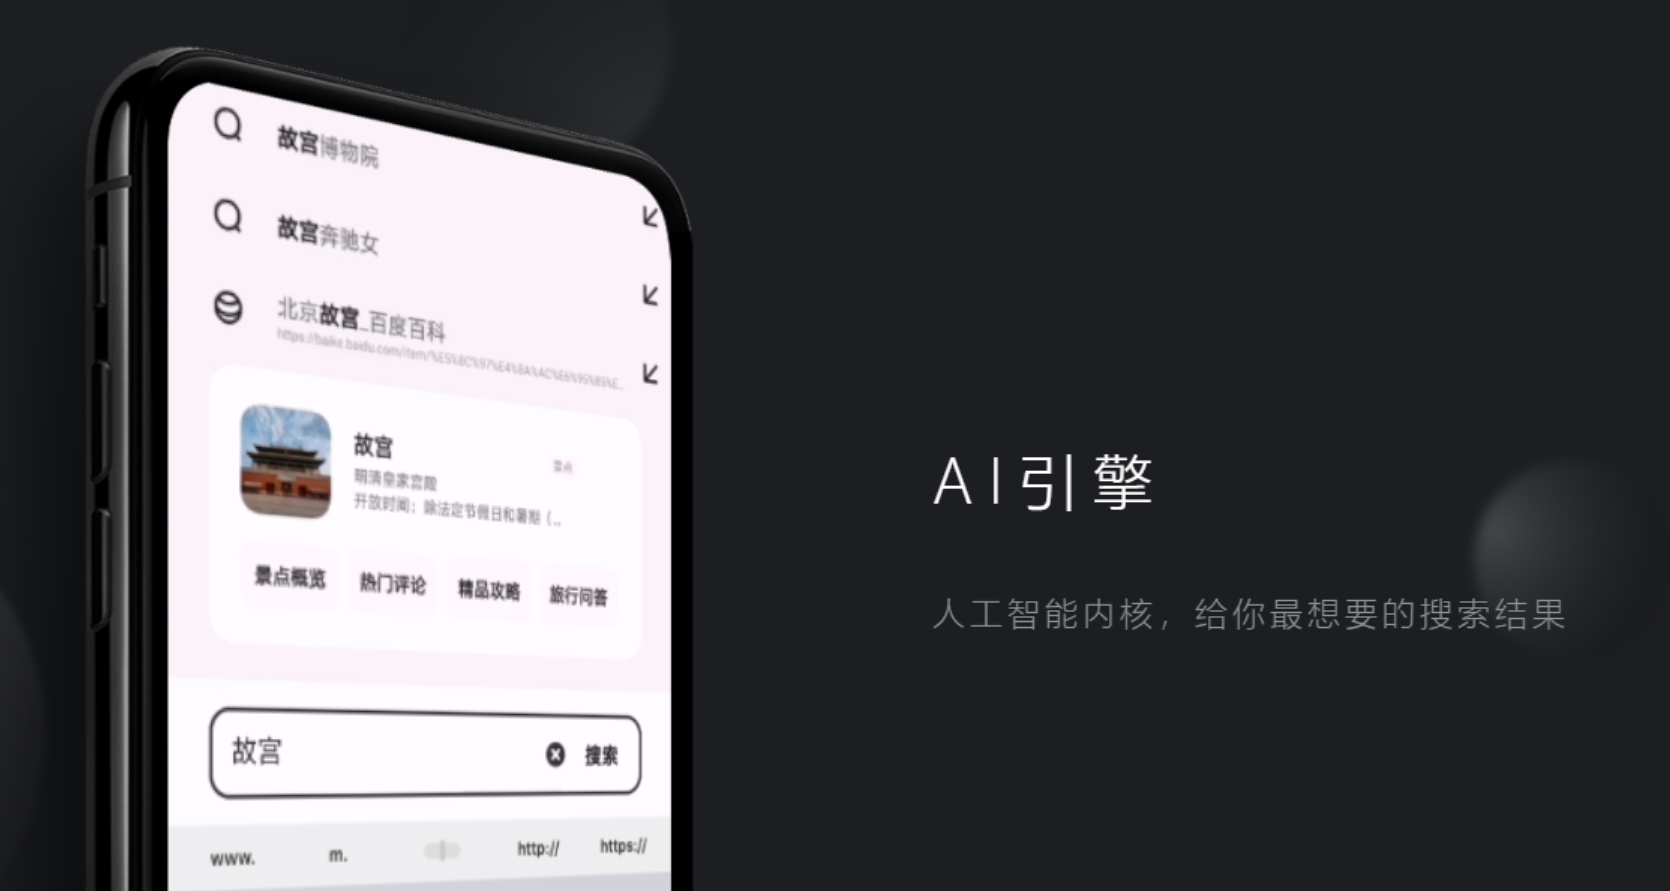 故宫博物院
故宫奔驰女
北京故宫_百度百科
https://baike.baidu.com/item/%E5%8C%97%E4%BA%AC%E6%95%85%E...
故宫
景点
明清皇家宫殿
开放时间；除法定节假日和暑期（...
景点概览 热门评论 精品攻略 旅行问答
故宫 搜索
www. m. http:// https://
AI引擎
人工智能内核，给你最想要的搜索结果